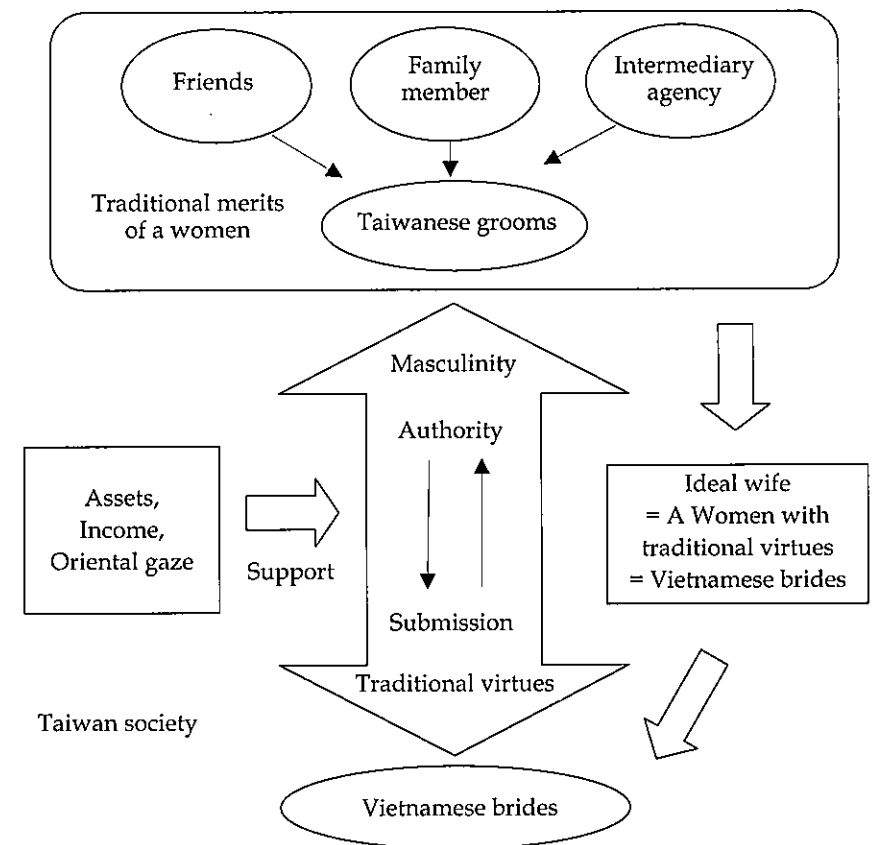 Friends
Family
member
Intermediary
agency
Traditional merits
of a women
Taiwanese grooms
Masculinity
Authority
Assets,
Income,
Oriental gaze
Support
Submission
Traditional virtues
Ideal wife
= A Women with
traditional virtues
= Vietnamese brides
Taiwan society
Vietnamese brides